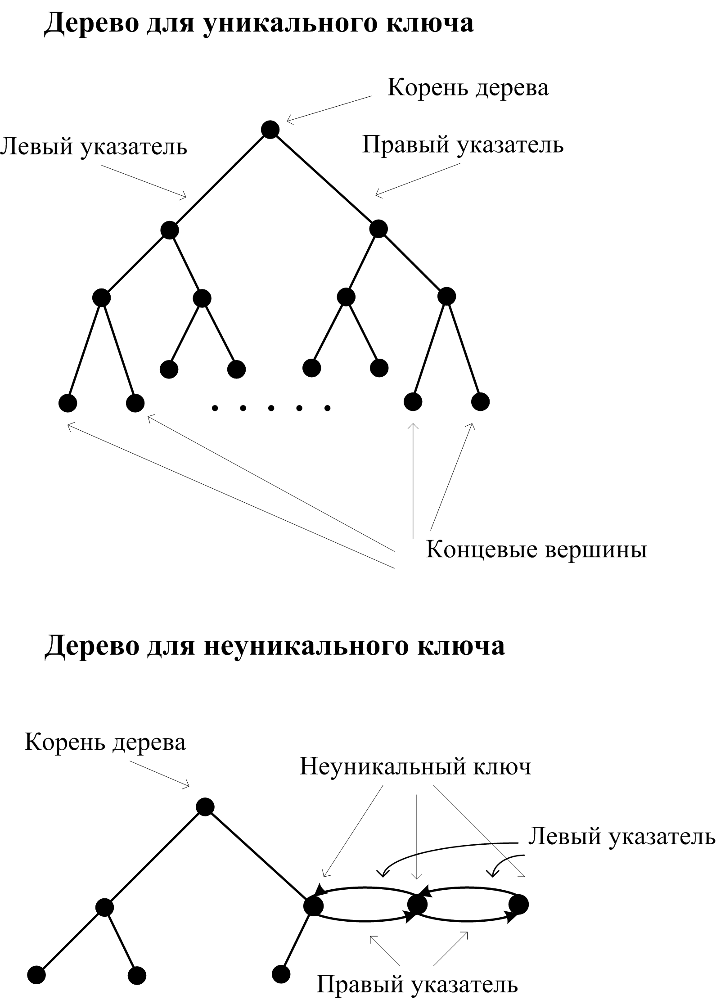 Дерево для уникального ключа
Корень дерева
Левый указатель
Правый указатель
Концевые вершины
Дерево для неуникального ключа
Корень дерева
Неуникальный ключ
Левый указатель
Правый указатель